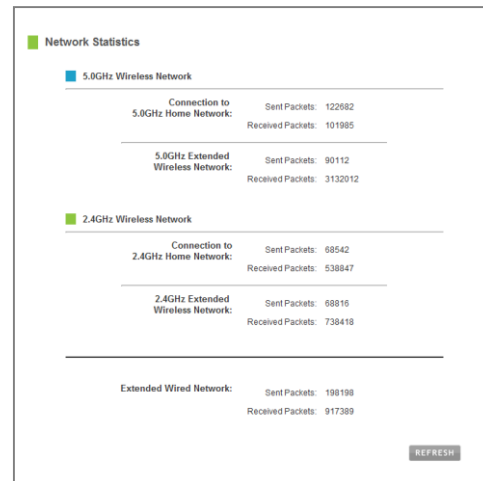 Network Statistics
5.0GHz Wireless Network
Connection to
5.0GHz Home Network:
Sent Packets: 122682
Received Packets: 101985
5.0GHz Extended
Wireless Network:
Sent Packets: 90112
Received Packets: 3132012
2.4GHz Wireless Network
Connection to
2.4GHz Home Network:
Sent Packets: 68542
Received Packets: 538847
2.4GHz Extended
Wireless Network:
Sent Packets: 68816
Received Packets: 738418
Extended Wired Network:
Sent Packets: 198198
Received Packets: 917389
REFRESH